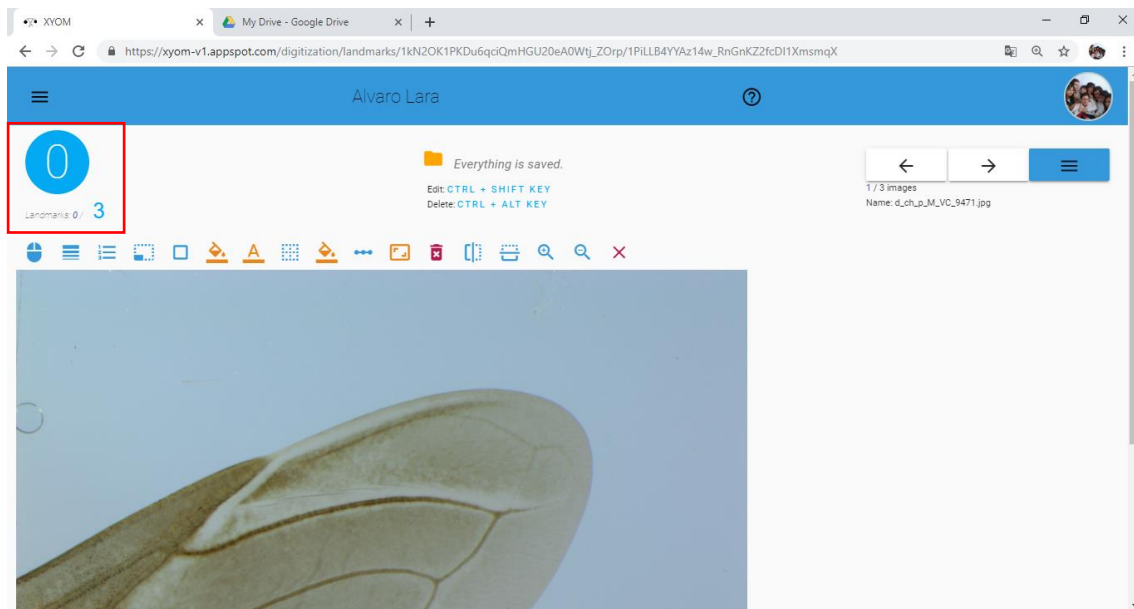 XYOM
My Drive - Google Drive
https://xyom-v1.appspot.com/digitization/landmarks/1kN2OK1PKDu6qciQmHGU20eA0Wtj_ZOrp/1PiLLB4YYAz14w_RnGnKZ2fcDI1XmsmqX
Alvaro Lara
0
Landmarks: 0 / 3
Everything is saved.
Edit: CTRL + SHIFT KEY
Delete: CTRL + ALT KEY
1 / 3 images
Name: d_ch_p_M_VC_9471.jpg